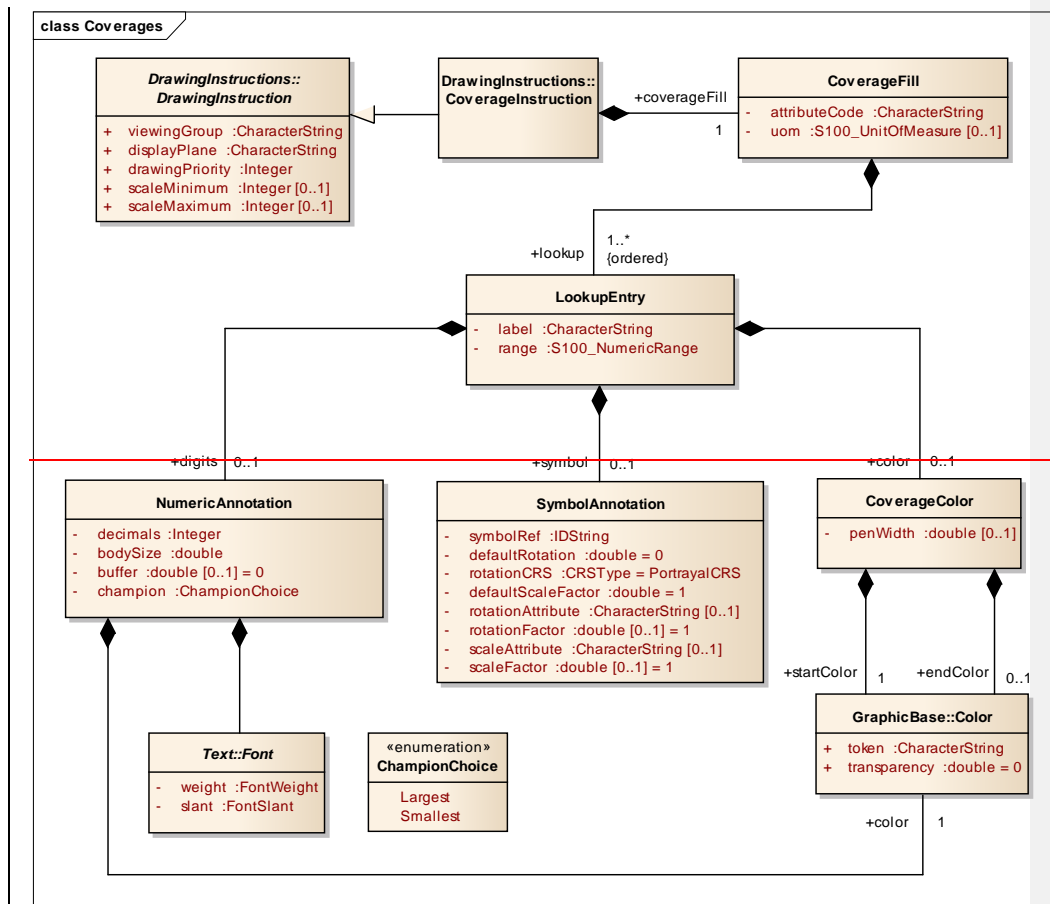 class Coverages
DrawingInstructions::
DrawingInstruction
+ viewingGroup :CharacterString
+ displayPlane :CharacterString
+ drawingPriority :Integer
+ scaleMinimum :Integer [0..1]
+ scaleMaximum :Integer [0..1]
DrawingInstructions::
CoverageInstruction
+coverageFill
1
CoverageFill
- attributeCode :CharacterString
- uom :S100_UnitOfMeasure [0..1]
+lookup
1..*
{ordered}
LookupEntry
- label :CharacterString
- range :S100_NumericRange
+digits 0..1
+symbol 0..1
+color 0..1
NumericAnnotation
- decimals :Integer
- bodySize :double
- buffer :double [0..1] = 0
- champion :ChampionChoice
SymbolAnnotation
- symbolRef :IDString
- defaultRotation :double = 0
- rotationCRS :CRSType = PortrayalCRS
- defaultScaleFactor :double = 1
- rotationAttribute :CharacterString [0..1]
- rotationFactor :double [0..1] = 1
- scaleAttribute :CharacterString [0..1]
- scaleFactor :double [0..1] = 1
CoverageColor
- penWidth :double [0..1]
+startColor 1
+endColor 0..1
GraphicBase::Color
+ token :CharacterString
+ transparency :double = 0
Text::Font
- weight :FontWeight
- slant :FontSlant
«enumeration»
ChampionChoice
Largest
Smallest
+color 1